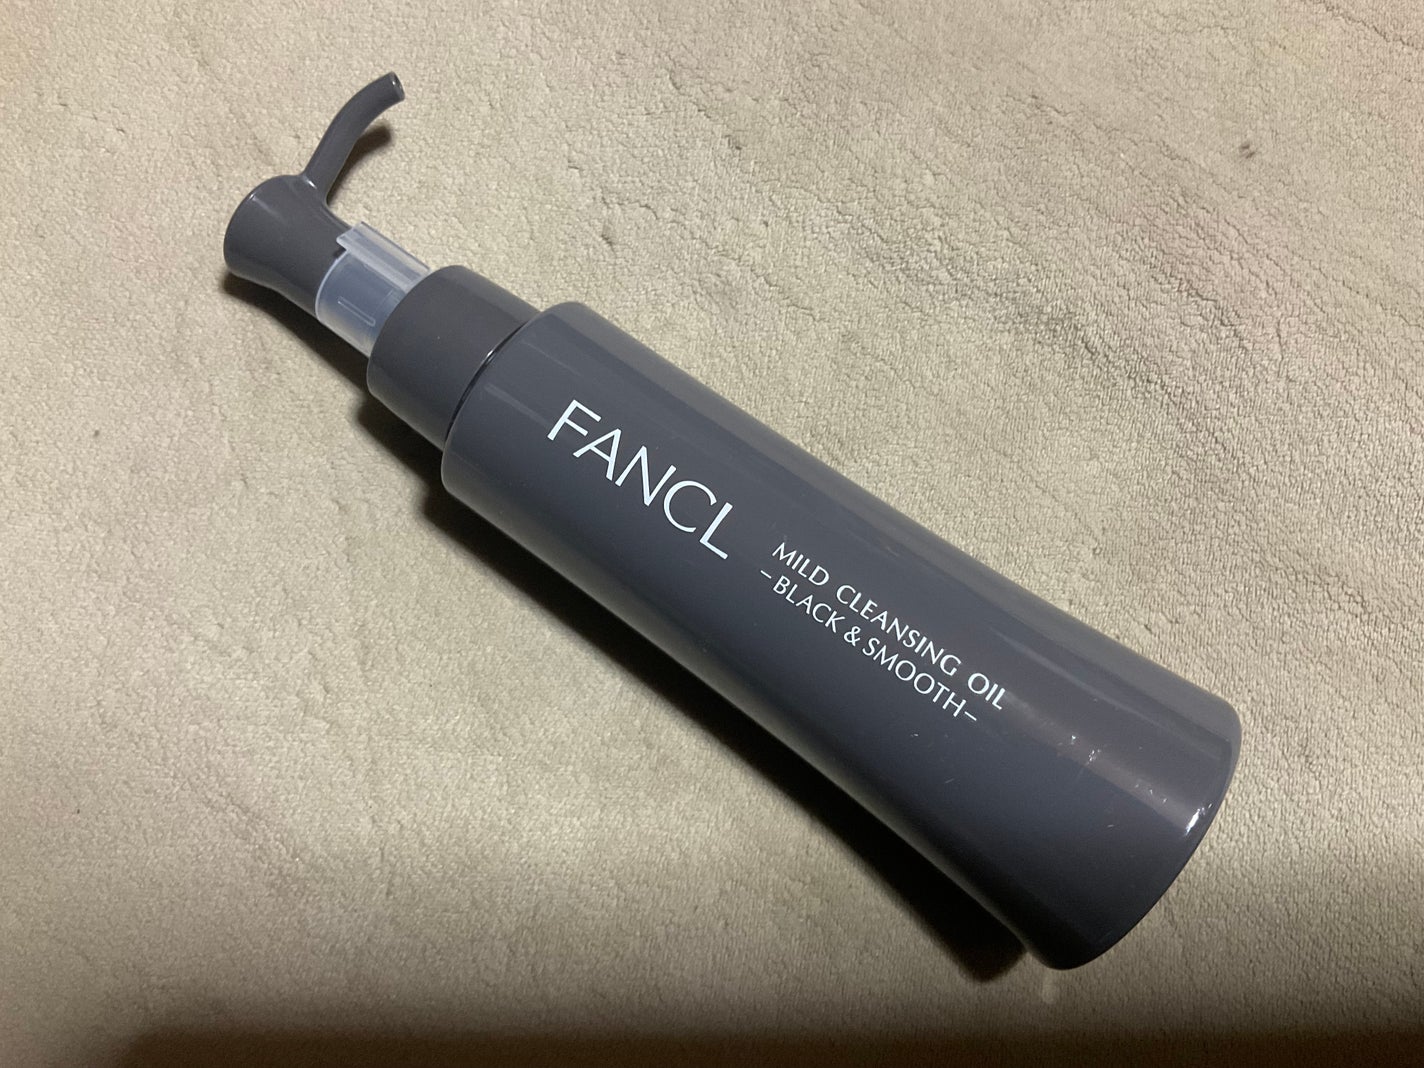 FANCL
MILD CLEANSING OIL
–BLACK & SMOOTH–